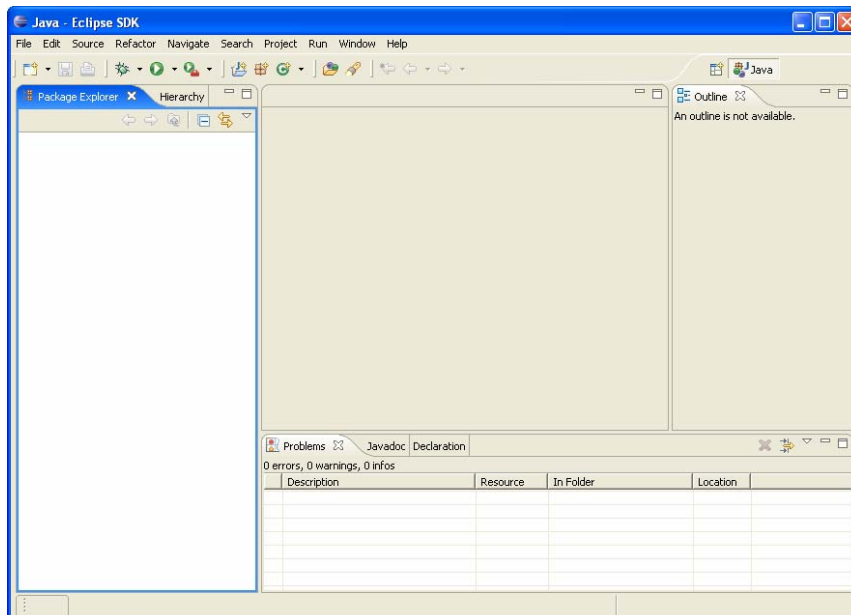 Java - Eclipse SDK
File Edit Source Refactor Navigate Search Project Run Window Help
Java
Package Explorer Hierarchy
Outline
An outline is not available.
Problems Javadoc Declaration
0 errors, 0 warnings, 0 infos
Description Resource In Folder Location